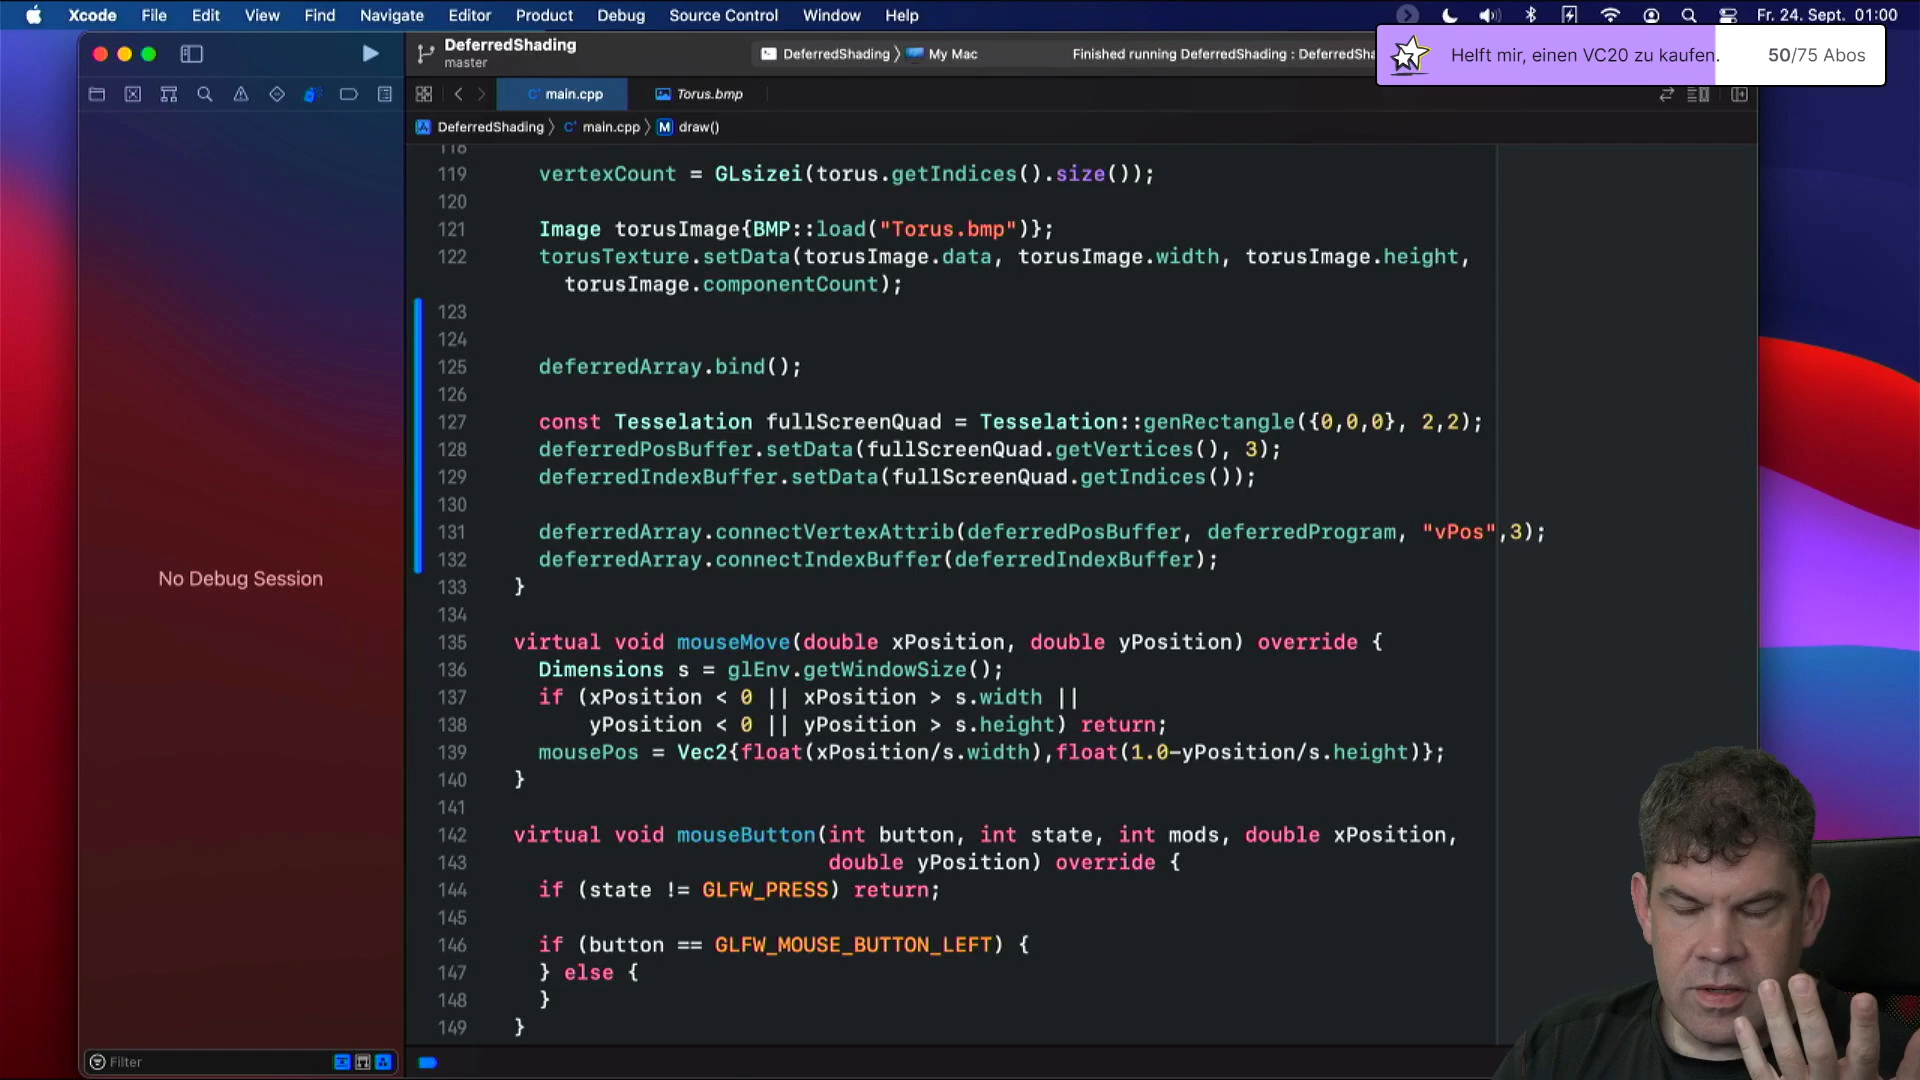 Xcode File Edit View Find Navigate Editor Product Debug Source Control Window Help Fr. 24. Sept. 01:00
Helft mir, einen VC20 zu kaufen. 50/75 Abos
DeferredShading
master
DeferredShading My Mac
Finished running DeferredShading : DeferredSha
main.cpp Torus.bmp
DeferredShading main.cpp M draw()
118
119 vertexCount = GLsizei(torus.getIndices().size());
120
121 Image torusImage{BMP::load("Torus.bmp")};
122 torusTexture.setData(torusImage.data, torusImage.width, torusImage.height,
torusImage.componentCount);
123
124
125 deferredArray.bind();
126
127 const Tesselation fullScreenQuad = Tesselation::genRectangle({0,0,0}, 2,2);
128 deferredPosBuffer.setData(fullScreenQuad.getVertices(), 3);
129 deferredIndexBuffer.setData(fullScreenQuad.getIndices());
130
131 deferredArray.connectVertexAttrib(deferredPosBuffer, deferredProgram, "vPos",3);
132 deferredArray.connectIndexBuffer(deferredIndexBuffer);
133 }
134
135 virtual void mouseMove(double xPosition, double yPosition) override {
136 Dimensions s = glEnv.getWindowSize();
137 if (xPosition < 0 || xPosition > s.width ||
138 yPosition < 0 || yPosition > s.height) return;
139 mousePos = Vec2{float(xPosition/s.width),float(1.0-yPosition/s.height)};
140 }
141
142 virtual void mouseButton(int button, int state, int mods, double xPosition,
143 double yPosition) override {
144 if (state != GLFW_PRESS) return;
145
146 if (button == GLFW_MOUSE_BUTTON_LEFT) {
147 } else {
148 }
149 }
No Debug Session
Filter